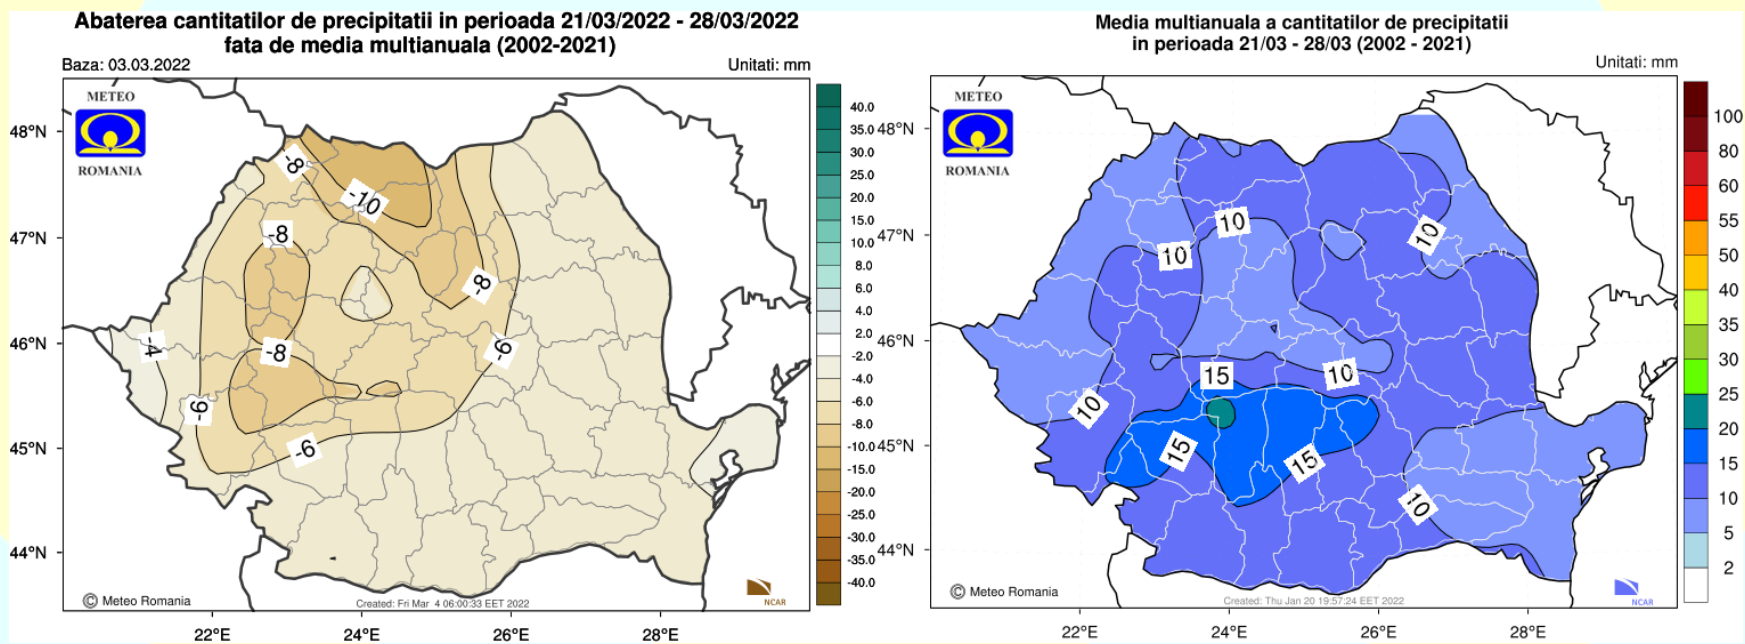 Abaterea cantitatilor de precipitatii in perioada 21/03/2022 - 28/03/2022
fata de media multianuala (2002-2021)
Baza: 03.03.2022
Unitati: mm
METEO
ROMANIA
48°N
47°N
46°N
45°N
44°N
22°E
24°E
26°E
28°E
-8
-10
-8
-8
-4
-8
-6
-6
-6
40.0
35.0
30.0
25.0
20.0
15.0
10.0
8.0
6.0
4.0
2.0
-2.0
-4.0
-6.0
-8.0
-10.0
-15.0
-20.0
-25.0
-30.0
-35.0
-40.0
© Meteo Romania
Created: Fri Mar 4 06:00:33 EET 2022
NCAR
Media multianuala a cantitatilor de precipitatii
in perioada 21/03 - 28/03 (2002 - 2021)
Unitati: mm
METEO
ROMANIA
48°N
47°N
46°N
45°N
44°N
22°E
24°E
26°E
28°E
10
10
10
15
10
10
15
15
10
100
80
60
55
50
40
35
30
25
20
15
10
5
2
© Meteo Romania
Created: Thu Jan 20 19:57:24 EET 2022
NCAR